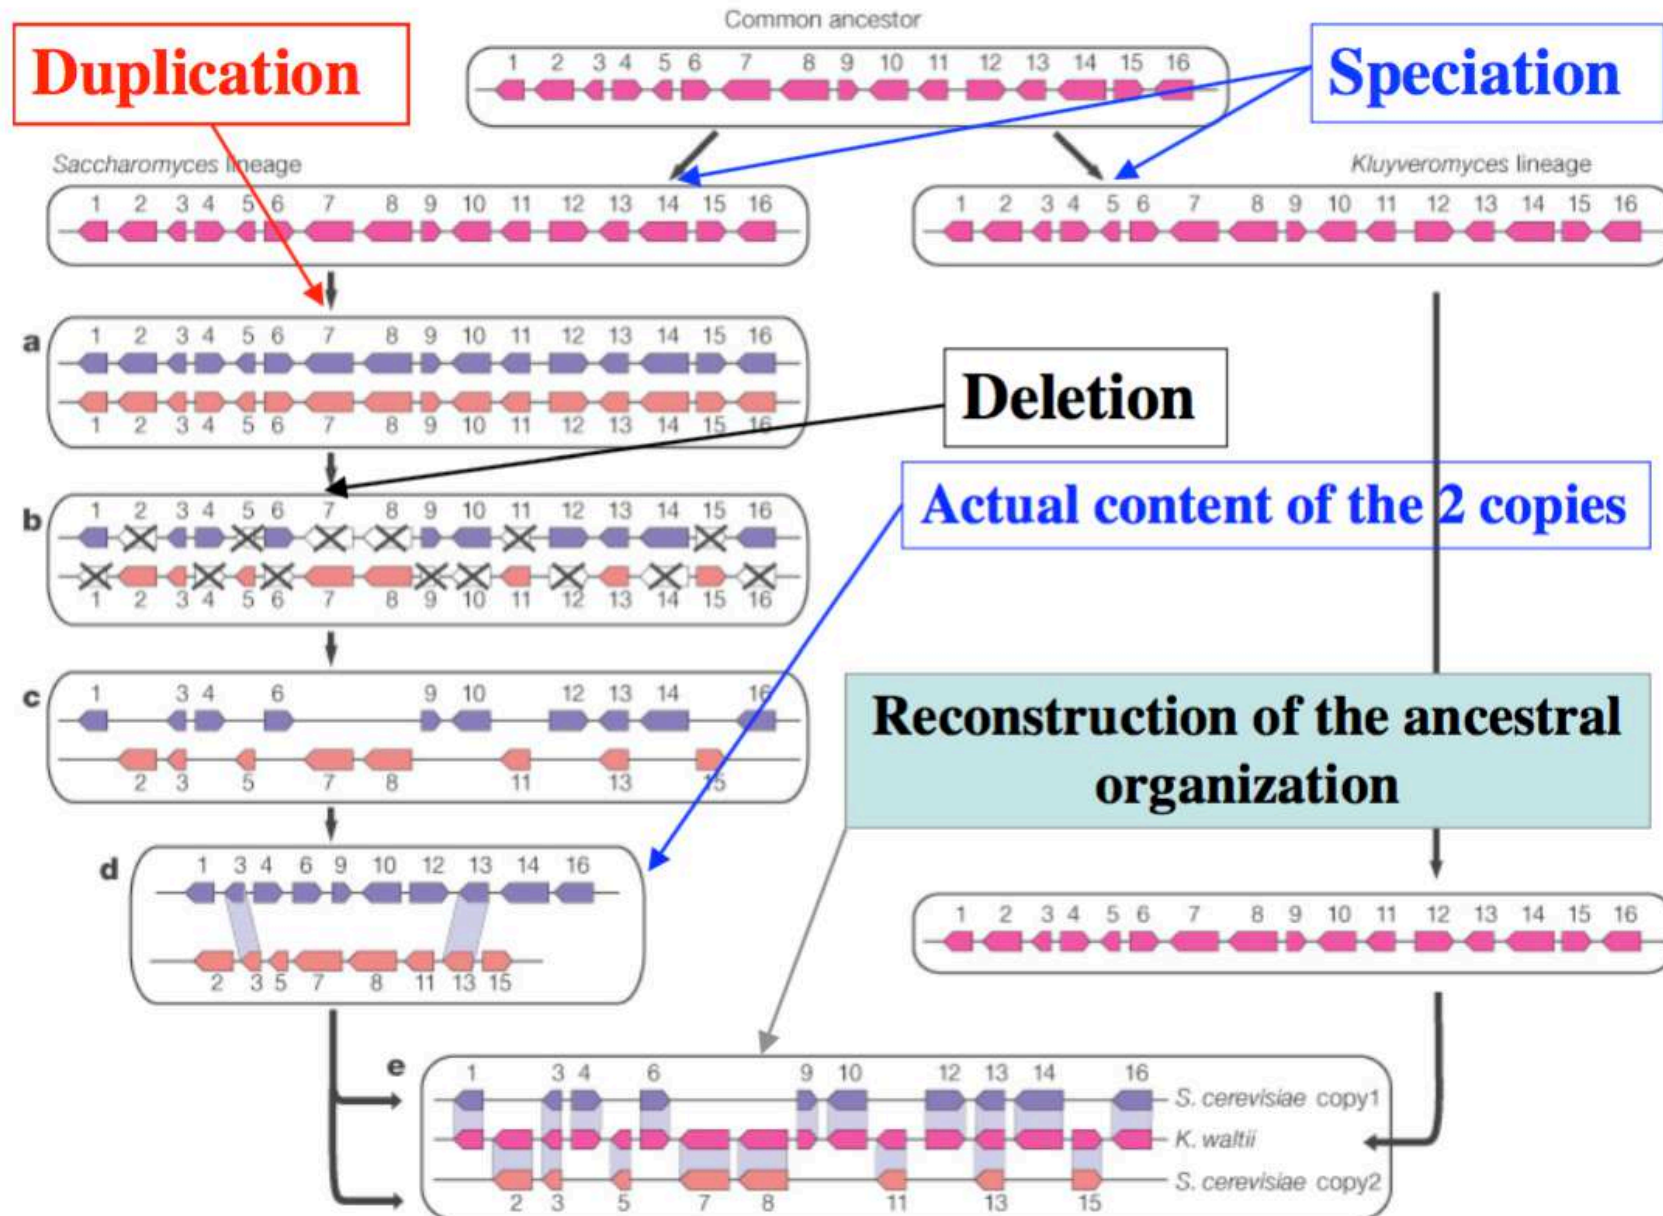 Common ancestor
Duplication
1 2 3 4 5 6 7 8 9 10 11 12 13 14 15 16
Speciation
Saccharomyces lineage
Kluyveromyces lineage
1 2 3 4 5 6 7 8 9 10 11 12 13 14 15 16
1 2 3 4 5 6 7 8 9 10 11 12 13 14 15 16
a
1 2 3 4 5 6 7 8 9 10 11 12 13 14 15 16
1 2 3 4 5 6 7 8 9 10 11 12 13 14 15 16
Deletion
Actual content of the 2 copies
b
1 2 3 4 5 6 7 8 9 10 11 12 13 14 15 16
1 2 3 4 5 6 7 8 9 10 11 12 13 14 15 16
c
1 3 4 6 9 10 12 13 14 16
2 3 5 7 8 11 13 15
Reconstruction of the ancestral
organization
d
1 3 4 6 9 10 12 13 14 16
2 3 5 7 8 11 13 15
1 2 3 4 5 6 7 8 9 10 11 12 13 14 15 16
e
1 3 4 6 9 10 12 13 14 16
S. cerevisiae copy1
K. waltii
S. cerevisiae copy2
2 3 5 7 8 11 13 15